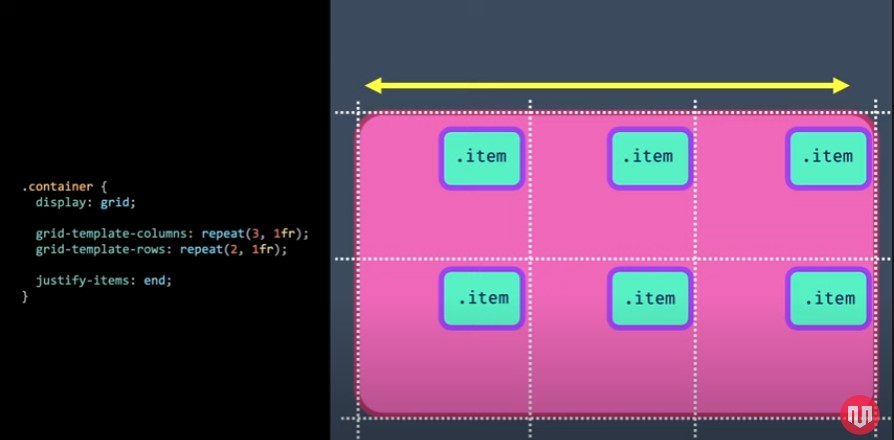 .container {
display: grid;
grid-template-columns: repeat(3, 1fr);
grid-template-rows: repeat(2, 1fr);
justify-items: end;
}
.item .item .item
.item .item .item